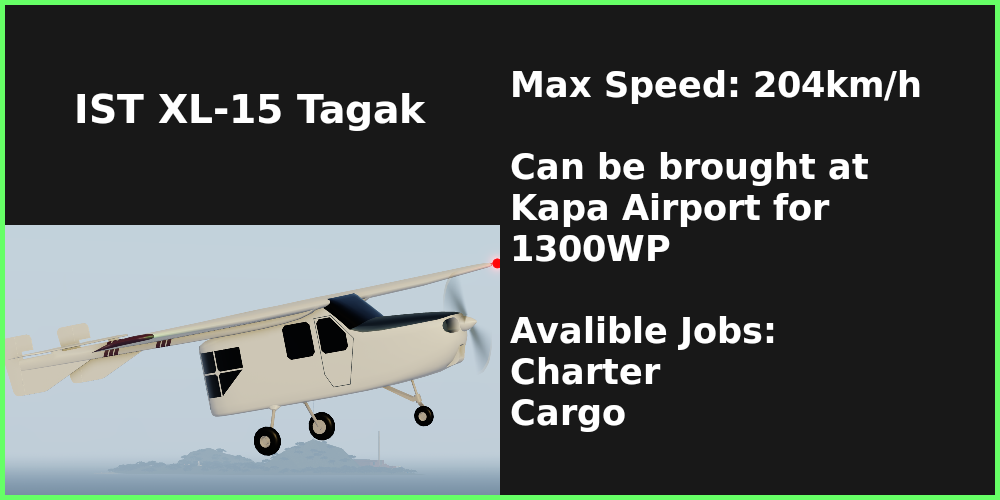 IST XL-15 Tagak
Max Speed: 204km/h
Can be brought at
Kapa Airport for
1300WP
Avalible Jobs:
Charter
Cargo